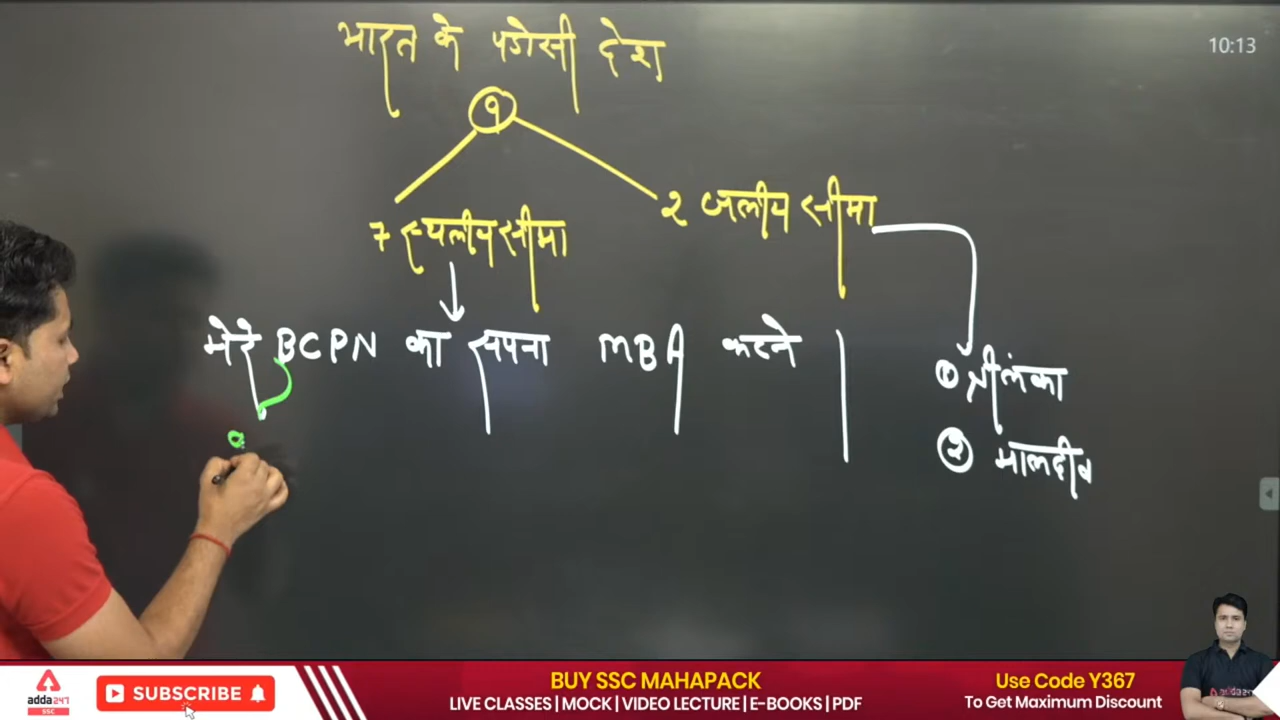 भारत के पडोसी देश
10:13
9
7 स्थलीय सीमा
2 जलीय सीमा
मेरे BCPN का सपना MBA करने
① श्रीलंका
② मालदीव
adda247
SSC
SUBSCRIBE
BUY SSC MAHAPACK
LIVE CLASSES | MOCK | VIDEO LECTURE | E-BOOKS | PDF
Use Code Y367
To Get Maximum Discount